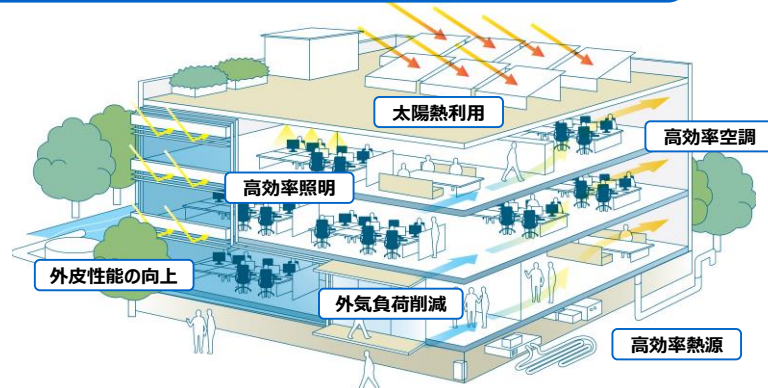 太陽熱利用
高効率空調
高効率照明
外皮性能の向上
外気負荷削減
高効率熱源